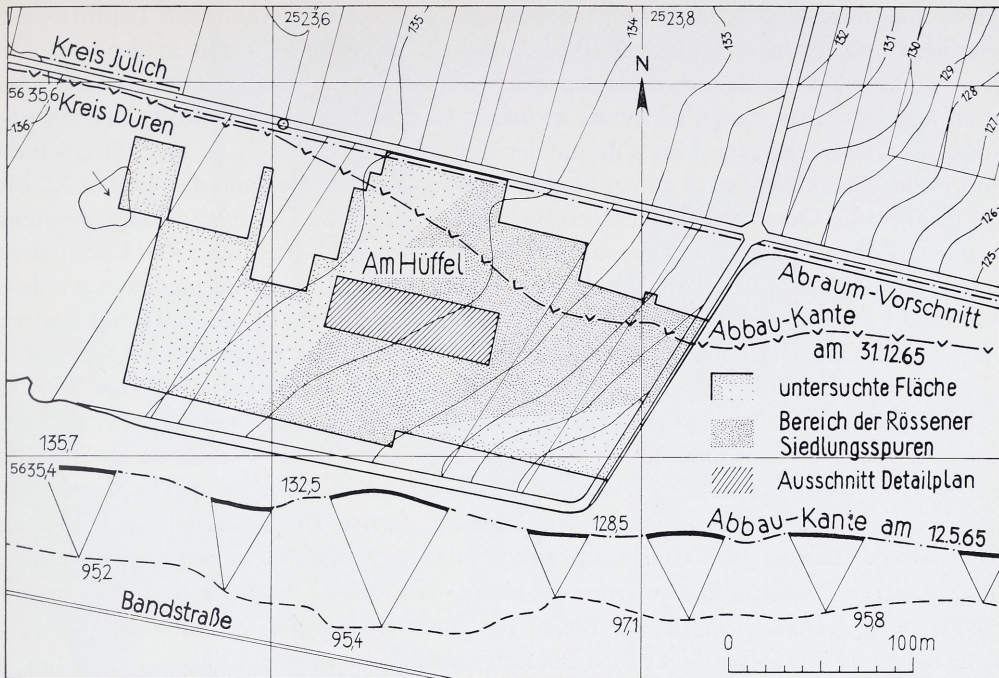 2523,6
135
134
2523,8
133
132
131
130
129
128
127
126
125
Kreis Jülich
5635,6
Kreis Düren
136
N
Am Hüffel
Abraum-Vorschnitt
Abbau-Kante
am 31.12.65
untersuchte Fläche
Bereich der Rössener
Siedlungsspuren
Ausschnitt Detailplan
135,7
5635,4
132,5
128,5
Abbau-Kante am 12.5.65
95,2
Bandstraße
95,4
97,1
95,8
0 100m